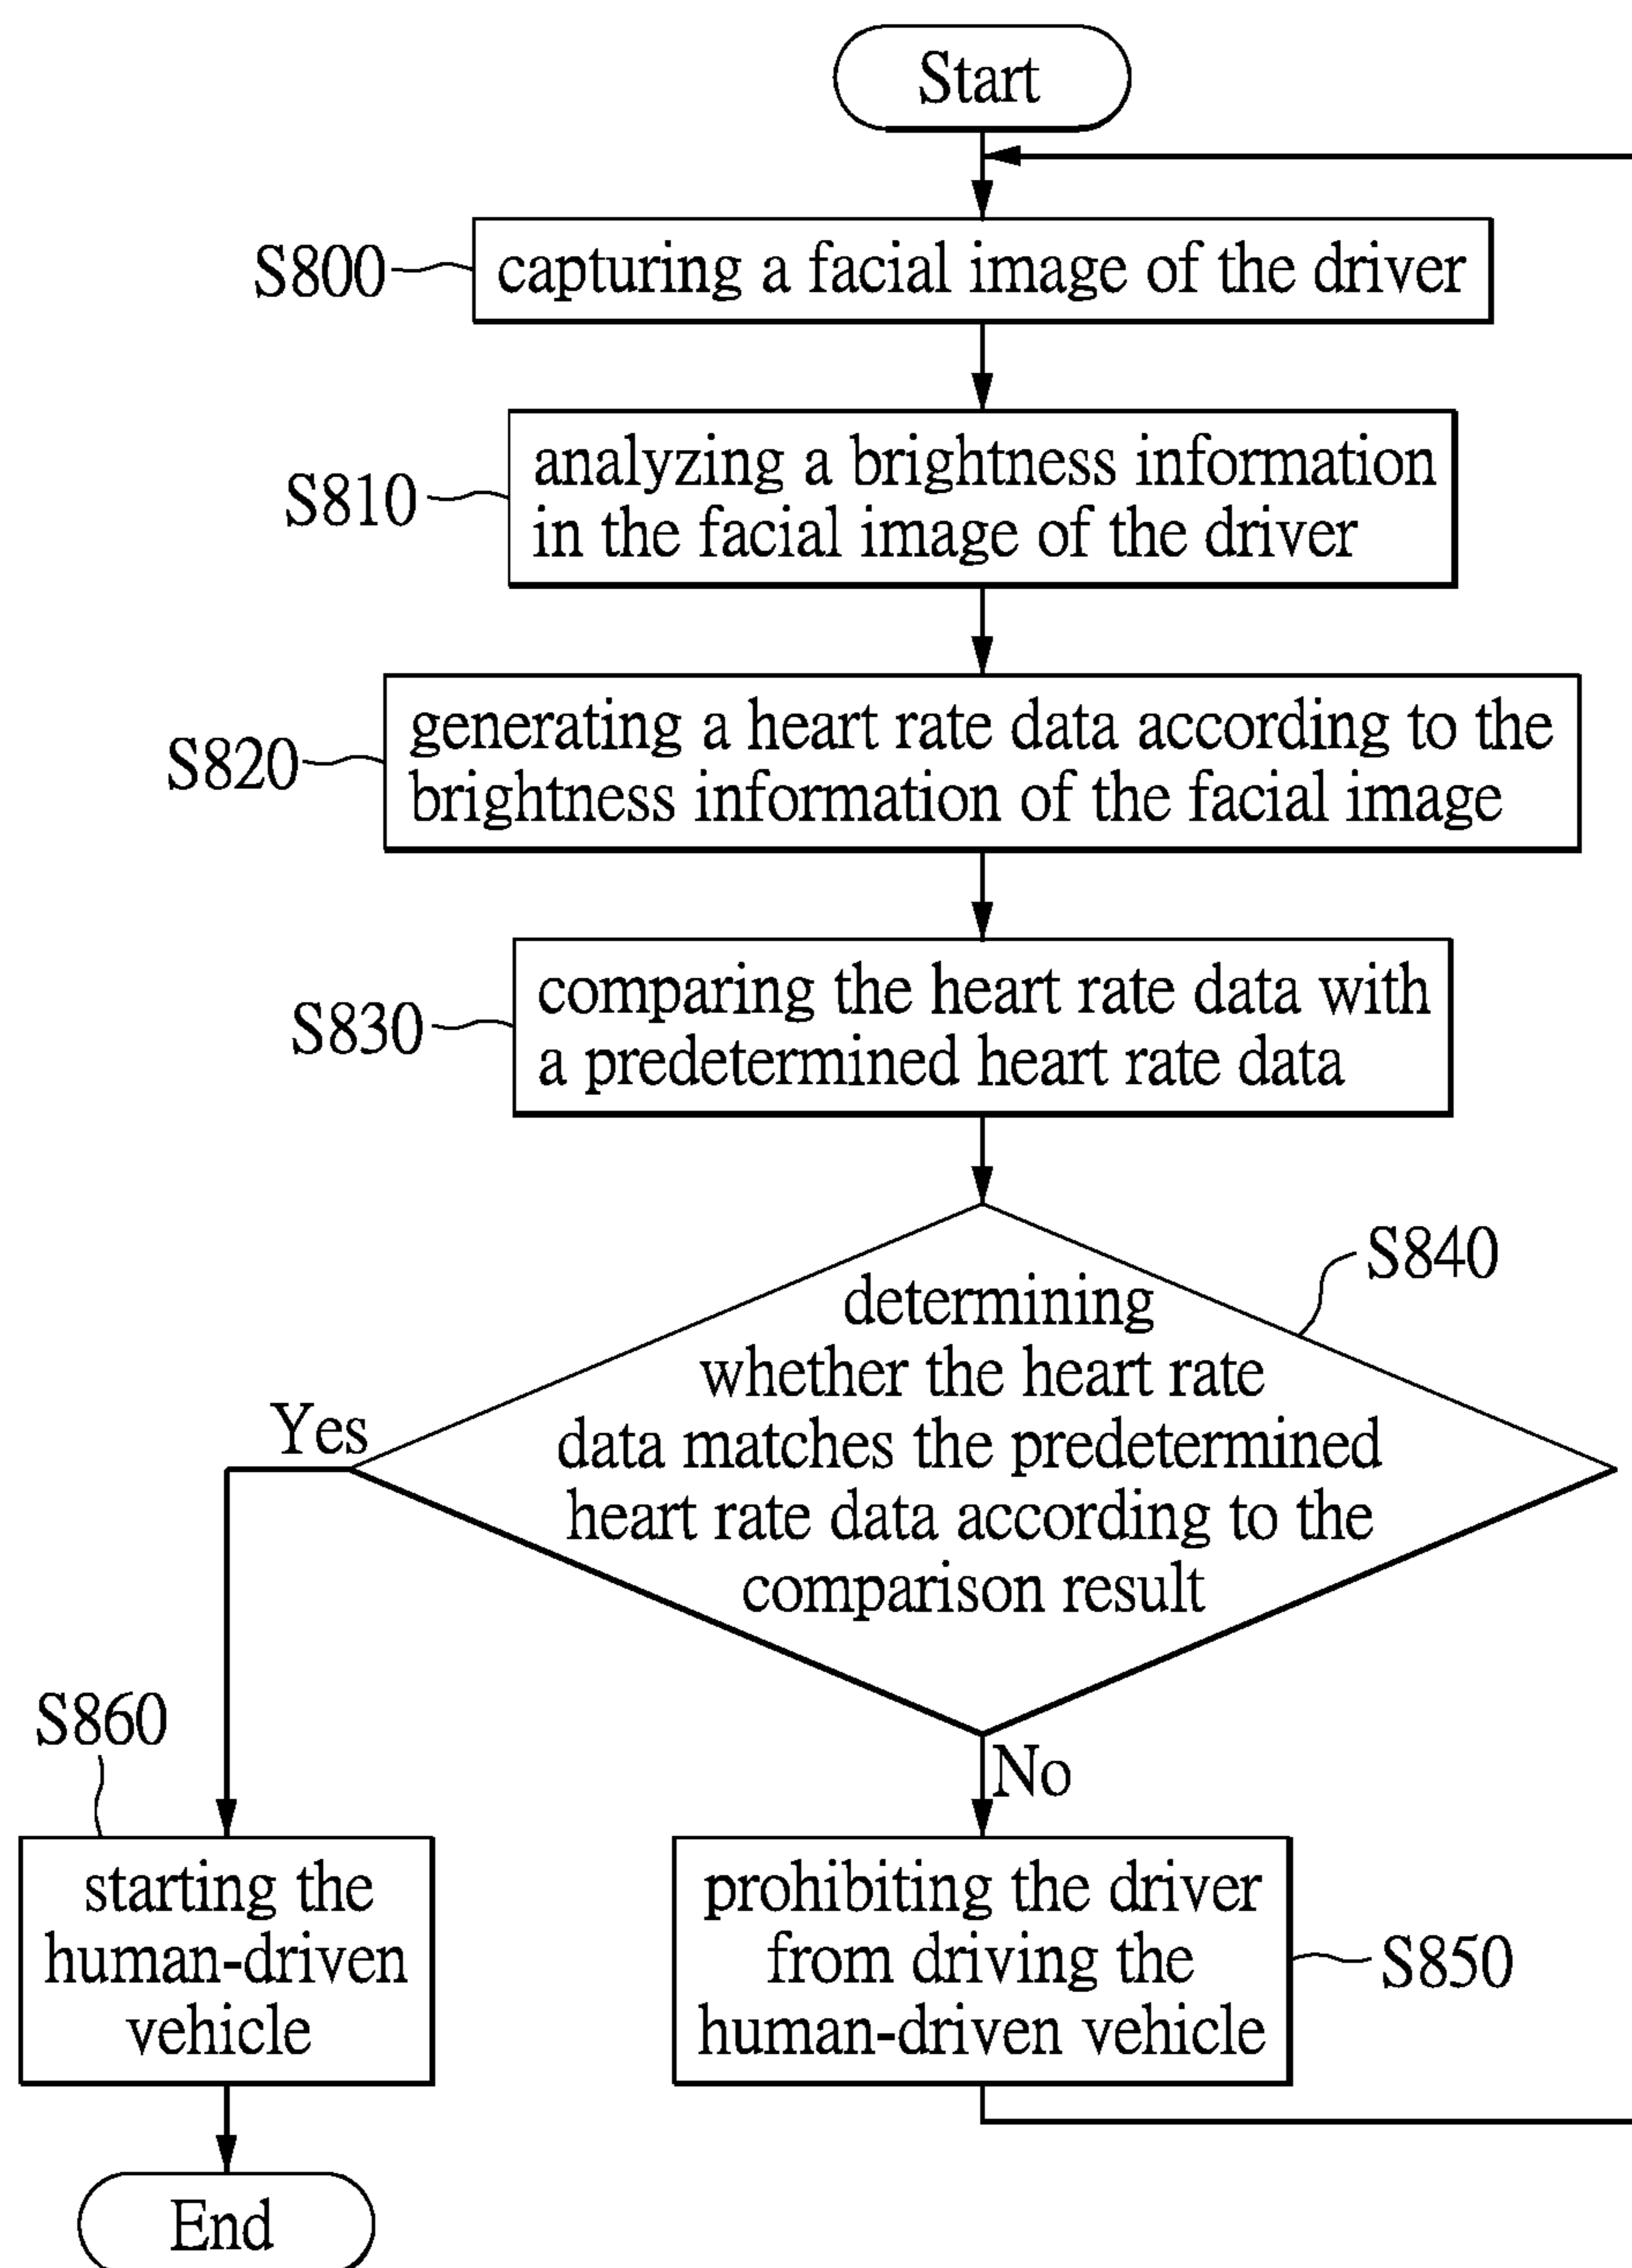 Start
S800
capturing a facial image of the driver
S810
analyzing a brightness information
in the facial image of the driver
S820
generating a heart rate data according to the
brightness information of the facial image
S830
comparing the heart rate data with
a predetermined heart rate data
S840
determining
whether the heart rate
data matches the predetermined
heart rate data according to the
comparison result
Yes
No
S860
starting the
human-driven
vehicle
prohibiting the driver
from driving the
human-driven vehicle
S850
End